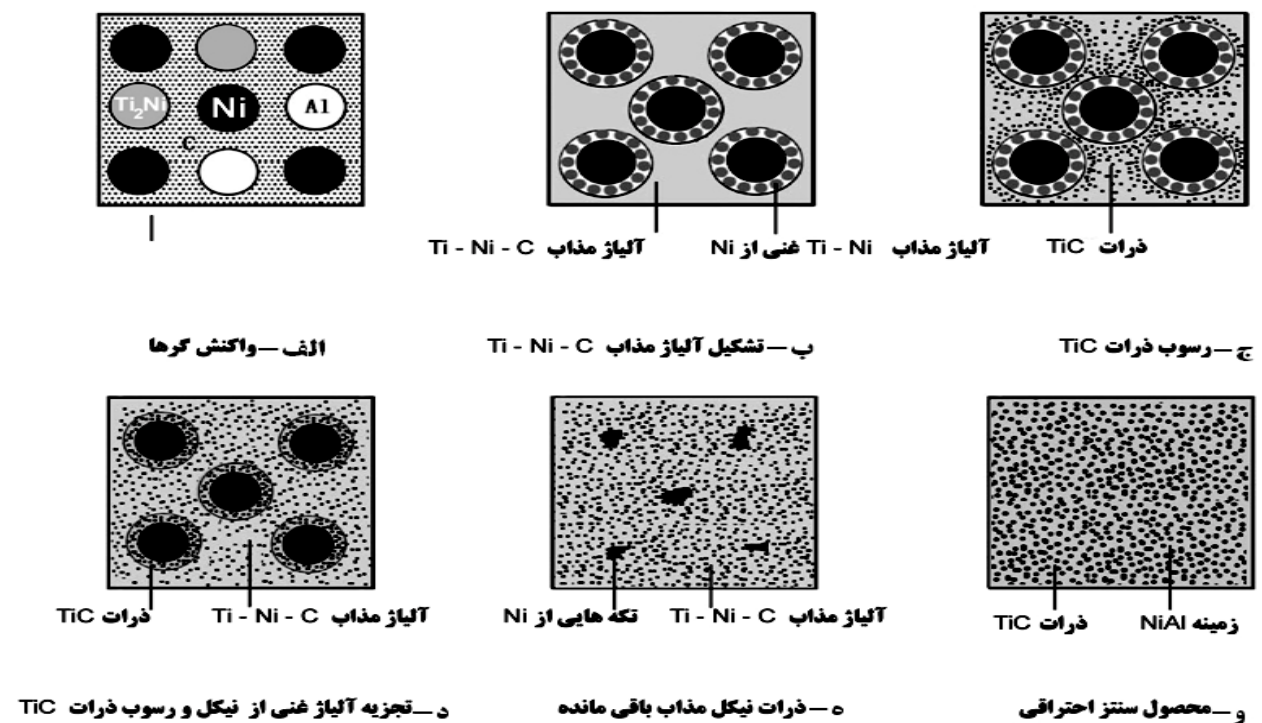 Ti2Ni
Ni
Al
C
آلیاژ مذاب Ti - Ni - C
آلیاژ مذاب Ti - Ni غنی از Ni
ذرات TiC
الف – واکنش گرها
ب – تشکیل آلیاژ مذاب Ti - Ni - C
ج – رسوب ذرات TiC
ذرات TiC
آلیاژ مذاب Ti - Ni - C
تکه هایی از Ni
آلیاژ مذاب Ti - Ni - C
ذرات TiC
زمینه NiAl
د – تجزیه آلیاژ غنی از نیکل و رسوب ذرات TiC
ه – ذرات نیکل مذاب باقی مانده
و – محصول سنتز احتراقی